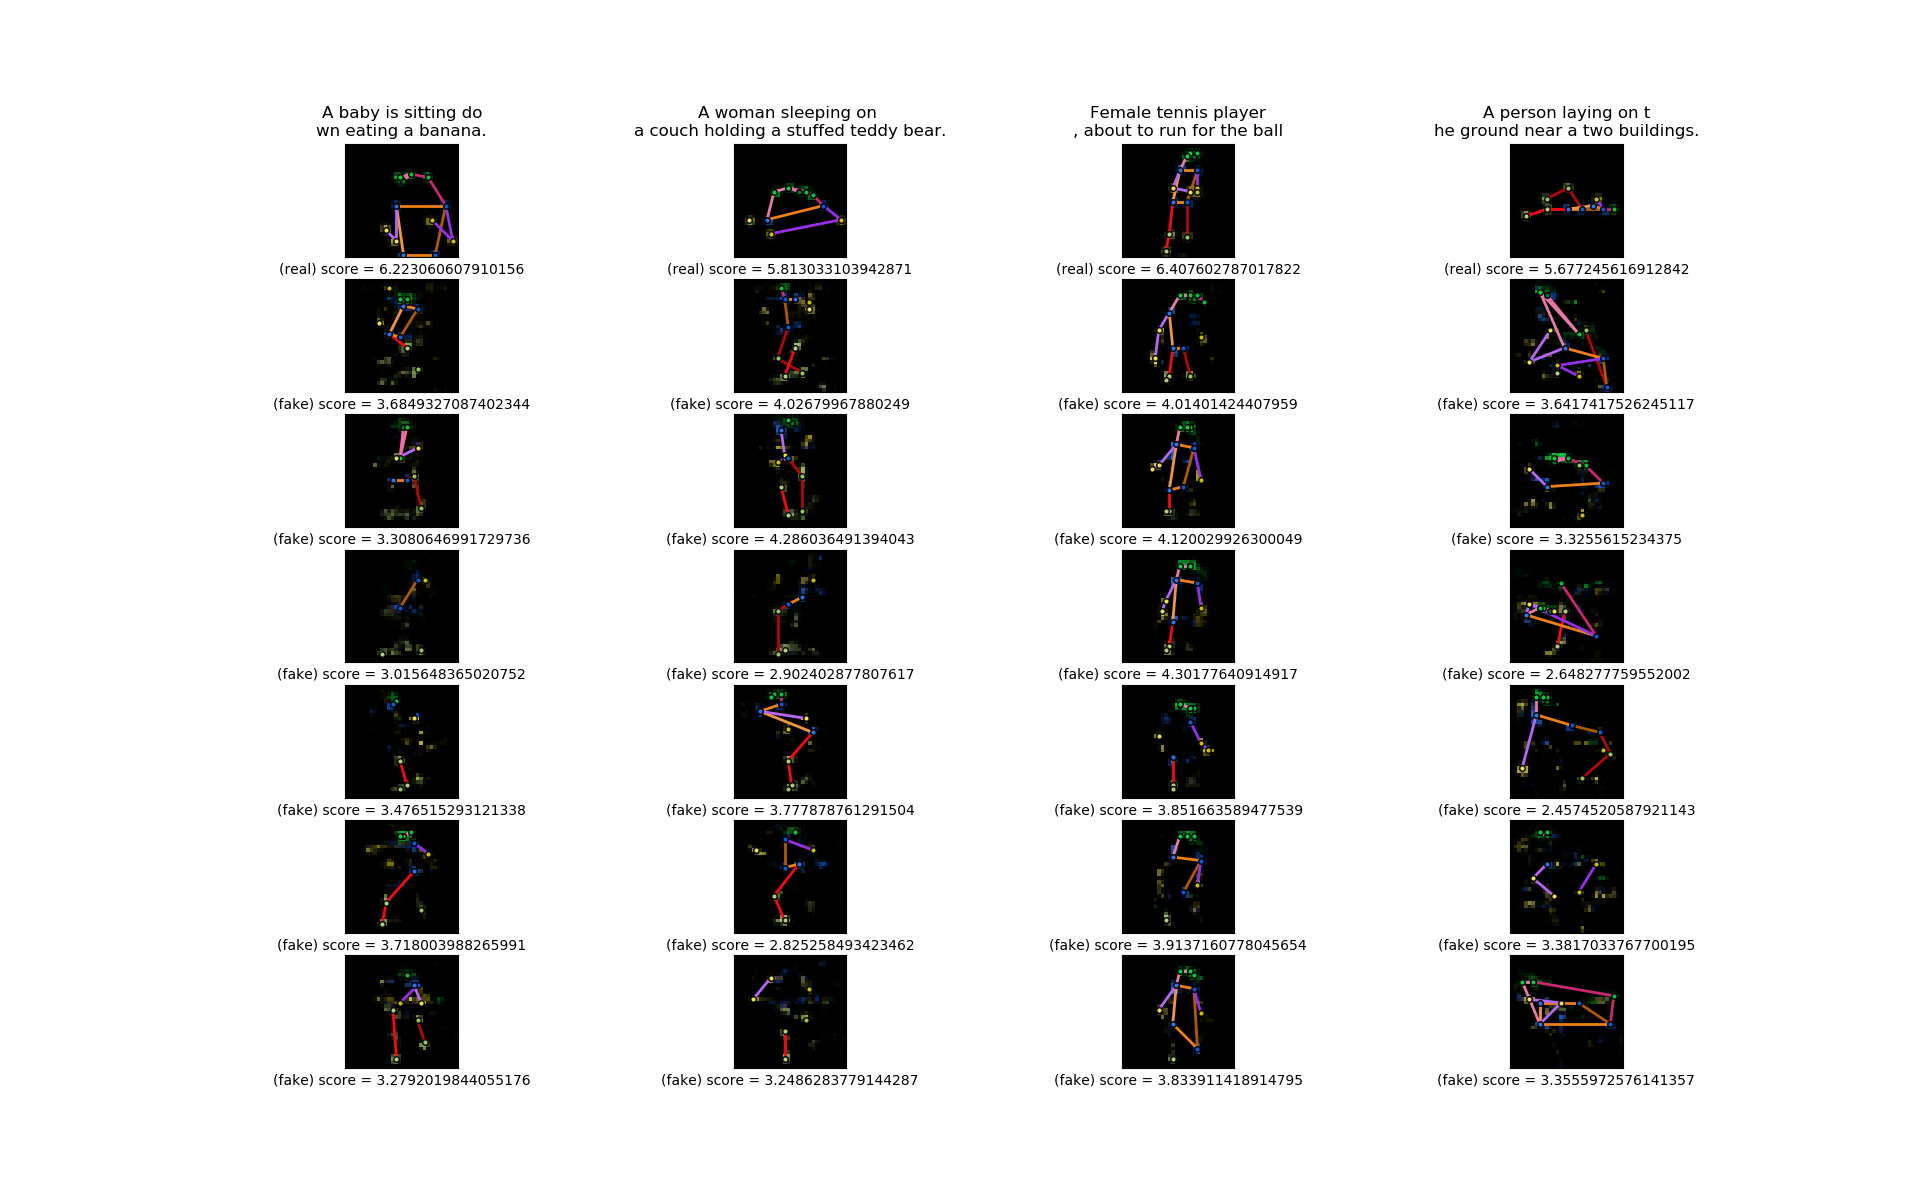 A baby is sitting do
wn eating a banana.
A woman sleeping on
a couch holding a stuffed teddy bear.
Female tennis player
, about to run for the ball
A person laying on t
he ground near a two buildings.
(real) score = 6.223060607910156
(real) score = 5.813033103942871
(real) score = 6.407602787017822
(real) score = 5.677245616912842
(fake) score = 3.6849327087402344
(fake) score = 4.02679967880249
(fake) score = 4.01401424407959
(fake) score = 3.6417417526245117
(fake) score = 3.3080646991729736
(fake) score = 4.286036491394043
(fake) score = 4.120029926300049
(fake) score = 3.3255615234375
(fake) score = 3.015648365020752
(fake) score = 2.902402877807617
(fake) score = 4.30177640914917
(fake) score = 2.648277759552002
(fake) score = 3.476515293121338
(fake) score = 3.777878761291504
(fake) score = 3.851663589477539
(fake) score = 2.4574520587921143
(fake) score = 3.718003988265991
(fake) score = 2.825258493423462
(fake) score = 3.9137160778045654
(fake) score = 3.3817033767700195
(fake) score = 3.2792019844055176
(fake) score = 3.2486283779144287
(fake) score = 3.833911418914795
(fake) score = 3.3555972576141357